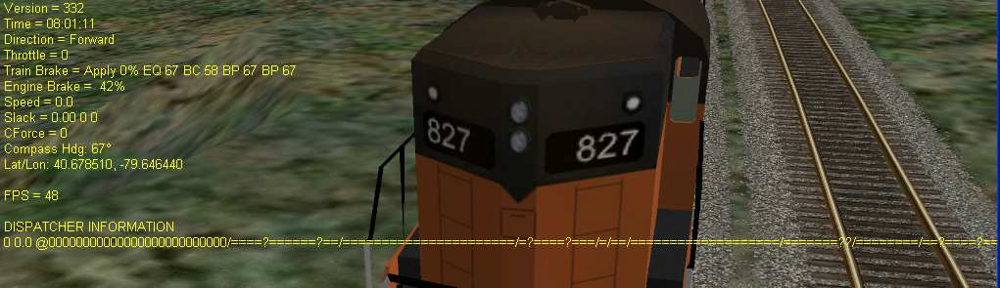 Version = 332
Time = 08:01:11
Direction = Forward
Throttle = 0
Train Brake = Apply 0% EQ 67 BC 58 BP 67 BP 67
Engine Brake = 42%
Speed = 0.0
Slack = 0.00 0 0
CForce = 0
Compass Hdg: 67°
Lat/Lon: 40.678510, -79.646440
FPS = 48
DISPATCHER INFORMATION
0 0.0 @00000000000000000000000000/====?======?==/======================/=?====?===/=/=/===================/=======??/========/==?====?==
827 827